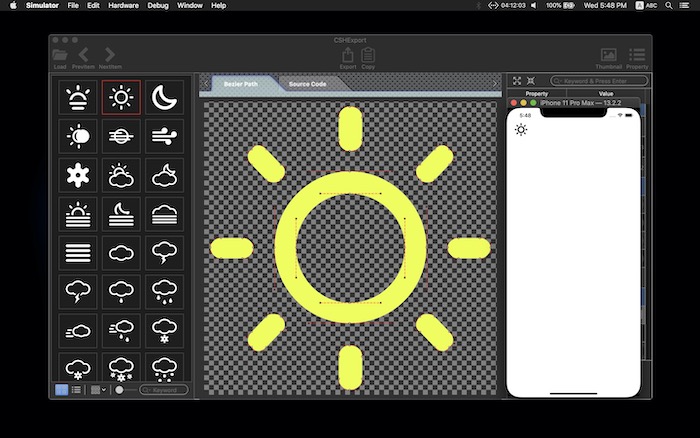 Simulator File Edit Hardware Debug Window Help 04:12:03 100% Wed 5:48 PM A ABC
CSHExport
Load PrevItem NextItem Export Copy Thumbnail Property
Bezier Path Source Code Keyword & Press Enter
Property Value
iPhone 11 Pro Max — 13.2.2
5:48
Keyword